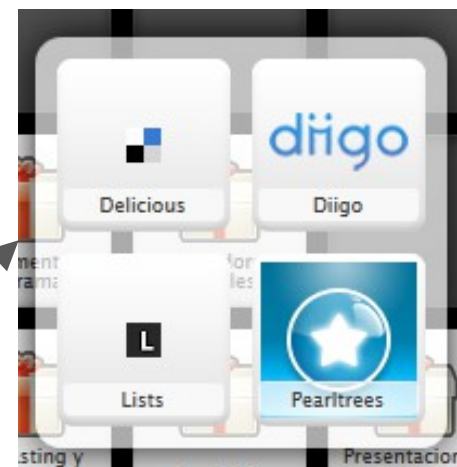 diigo
Delicious
Diigo
L
Lists
Pearltrees
sting y
Presentacion